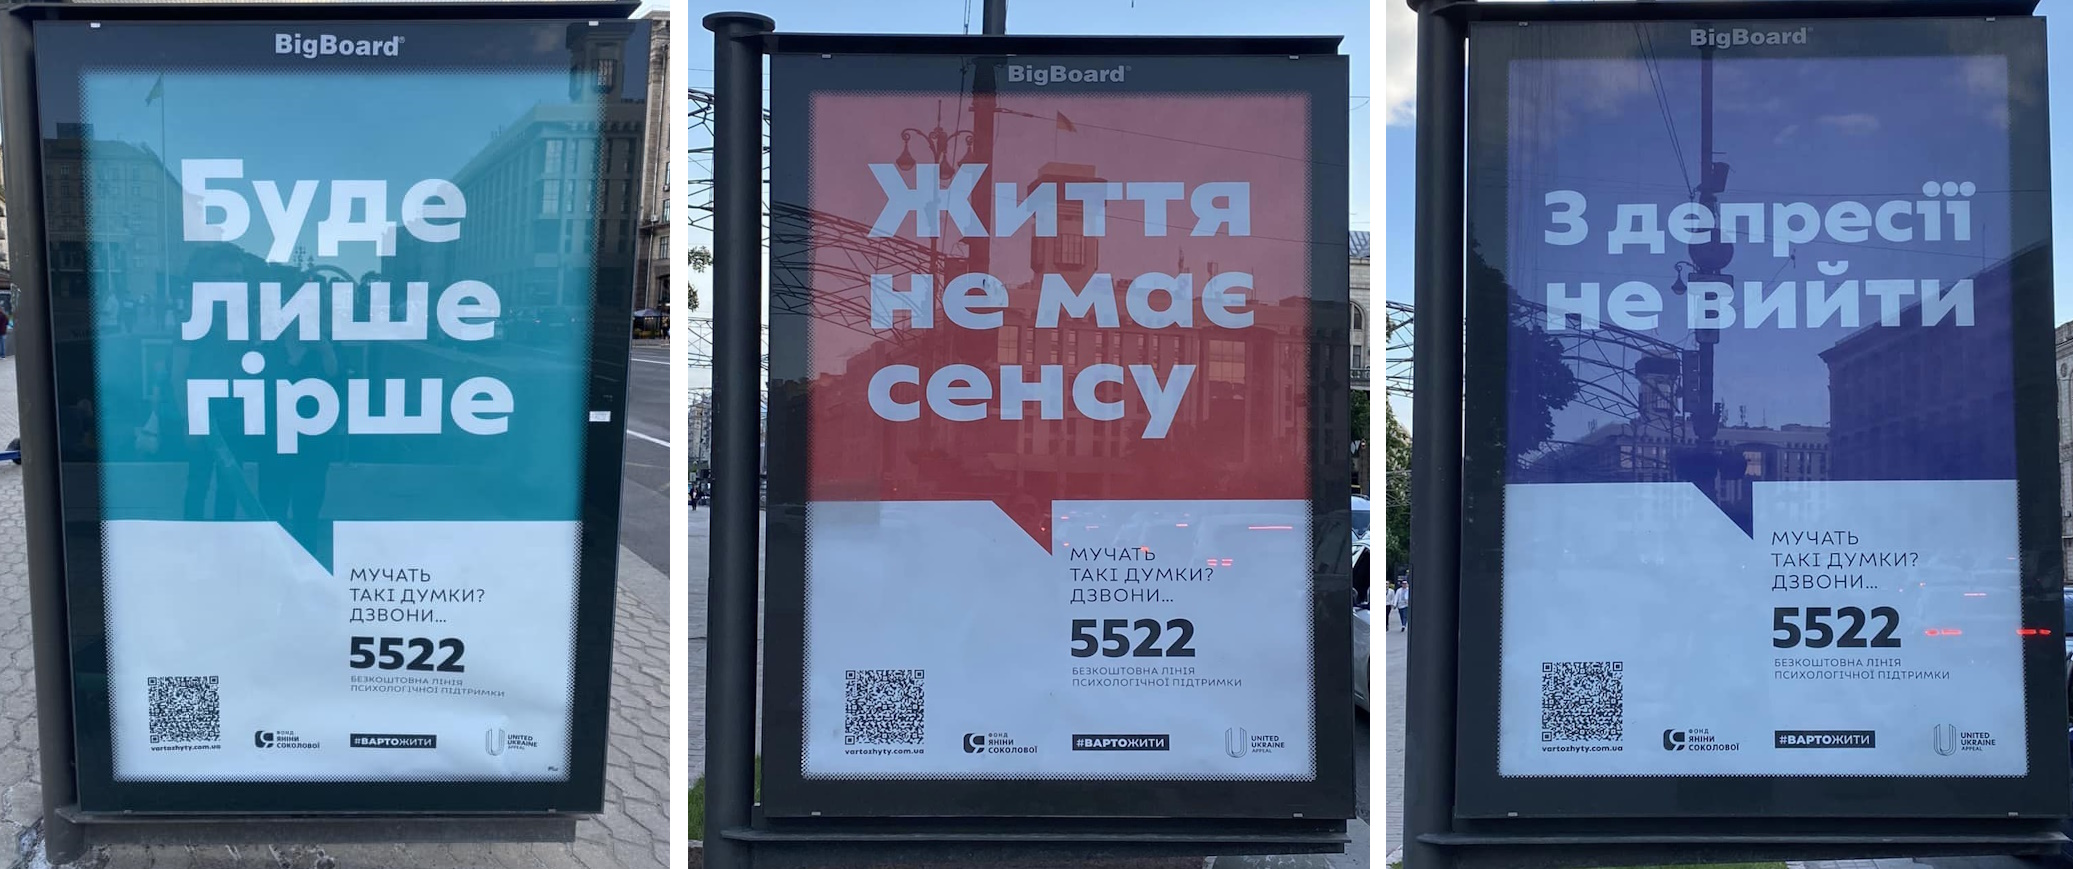 BigBoard
Буде
лише
гірше
МУЧАТЬ
ТАКІ ДУМКИ?
ДЗВОНИ...
5522
БЕЗКОШТОВНА ЛІНІЯ
ПСИХОЛОГІЧНОЇ ПІДТРИМКИ
vartozhyty.com.ua
ФОНД
ЯНІНИ
СОКОЛОВОЇ
#ВАРТОЖИТИ
UNITED
UKRAINE
APPEAL
BigBoard
Життя
не має
сенсу
МУЧАТЬ
ТАКІ ДУМКИ?
ДЗВОНИ...
5522
БЕЗКОШТОВНА ЛІНІЯ
ПСИХОЛОГІЧНОЇ ПІДТРИМКИ
vartozhyty.com.ua
ФОНД
ЯНІНИ
СОКОЛОВОЇ
#ВАРТОЖИТИ
UNITED
UKRAINE
APPEAL
BigBoard
З депресії
не вийти
МУЧАТЬ
ТАКІ ДУМКИ?
ДЗВОНИ...
5522
БЕЗКОШТОВНА ЛІНІЯ
ПСИХОЛОГІЧНОЇ ПІДТРИМКИ
vartozhyty.com.ua
ФОНД
ЯНІНИ
СОКОЛОВОЇ
#ВАРТОЖИТИ
UNITED
UKRAINE
APPEAL